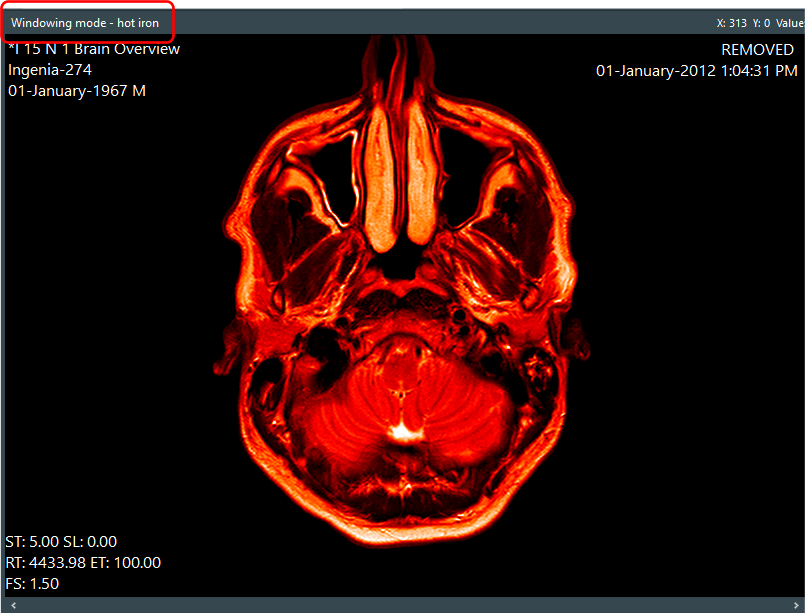 Windowing mode - hot iron
X: 313 Y: 0 Value
*I 15 N 1 Brain Overview
Ingenia-274
01-January-1967 M
REMOVED
01-January-2012 1:04:31 PM
ST: 5.00 SL: 0.00
RT: 4433.98 ET: 100.00
FS: 1.50